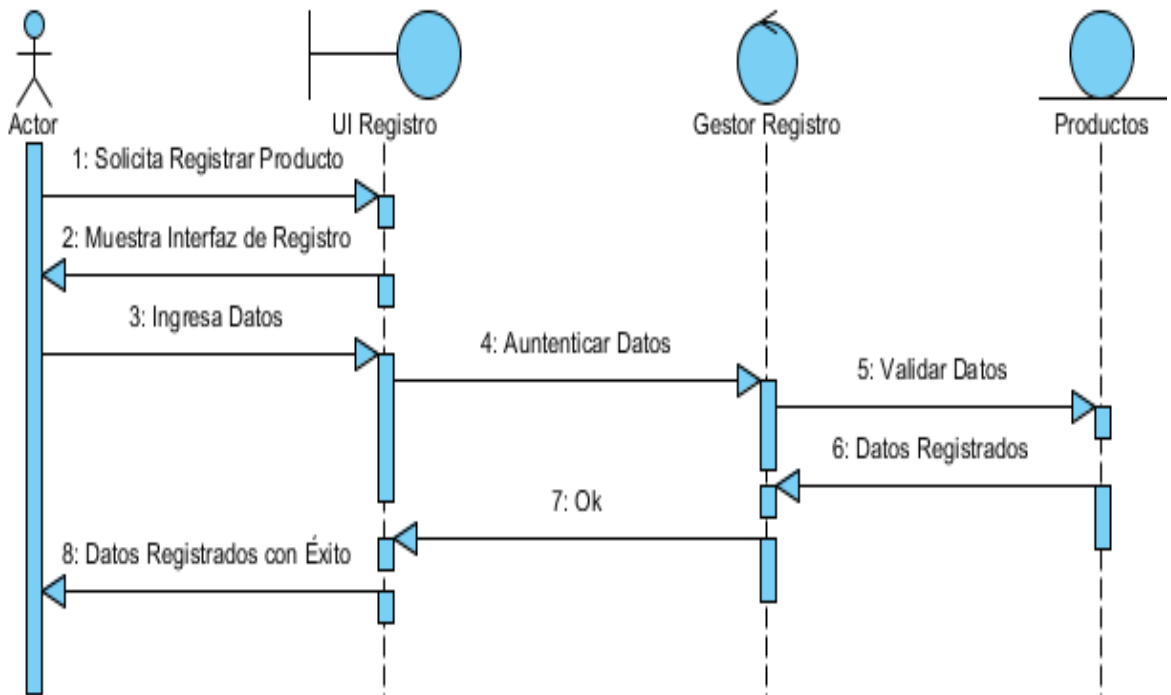 Actor
UI Registro
Gestor Registro
Productos
1: Solicita Registrar Producto
2: Muestra Interfaz de Registro
3: Ingresa Datos
4: Auntenticar Datos
5: Validar Datos
6: Datos Registrados
7: Ok
8: Datos Registrados con Éxito